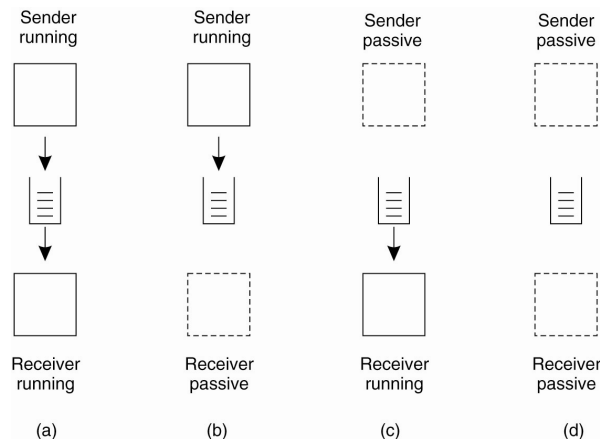 Sender
running
Sender
running
Sender
passive
Sender
passive
Receiver
running
Receiver
passive
Receiver
running
Receiver
passive
(a)
(b)
(c)
(d)